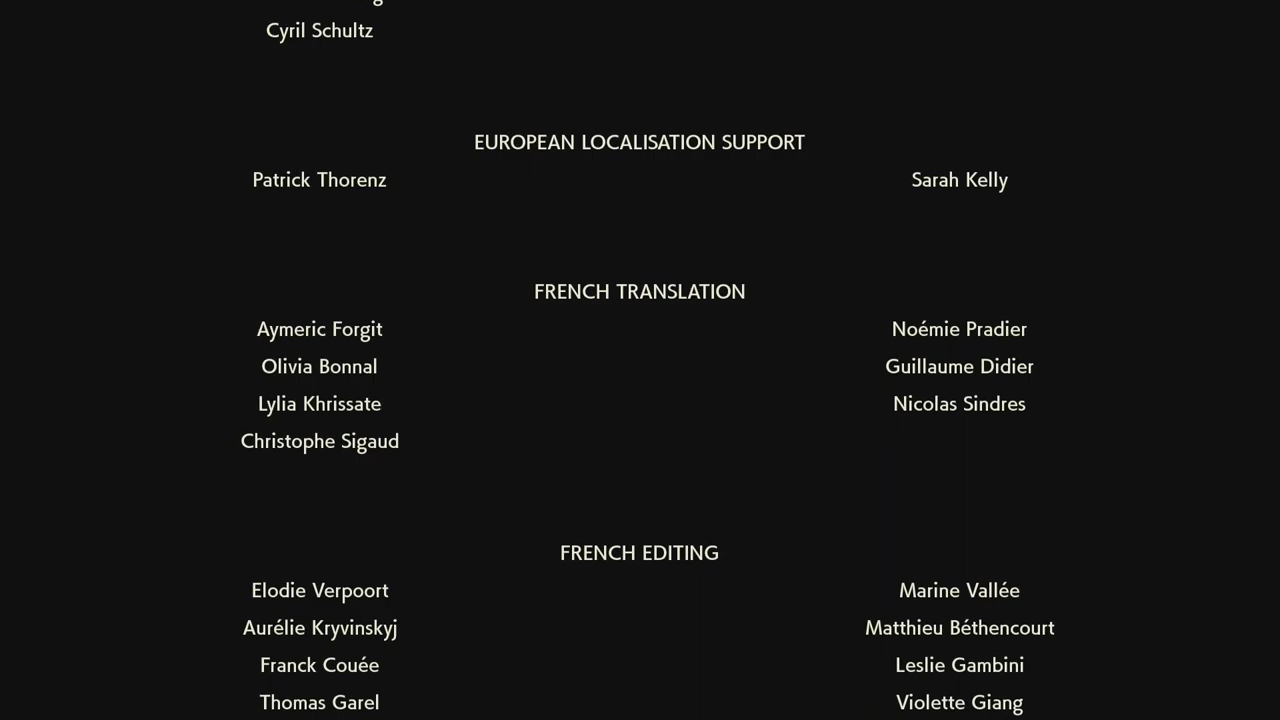 Cyril Schultz
EUROPEAN LOCALISATION SUPPORT
Patrick Thorenz Sarah Kelly
FRENCH TRANSLATION
Aymeric Forgit Noémie Pradier
Olivia Bonnal Guillaume Didier
Lylia Khrissate Nicolas Sindres
Christophe Sigaud
FRENCH EDITING
Elodie Verpoort Marine Vallée
Aurélie Kryvinskyj Matthieu Béthencourt
Franck Couée Leslie Gambini
Thomas Garel Violette Giang